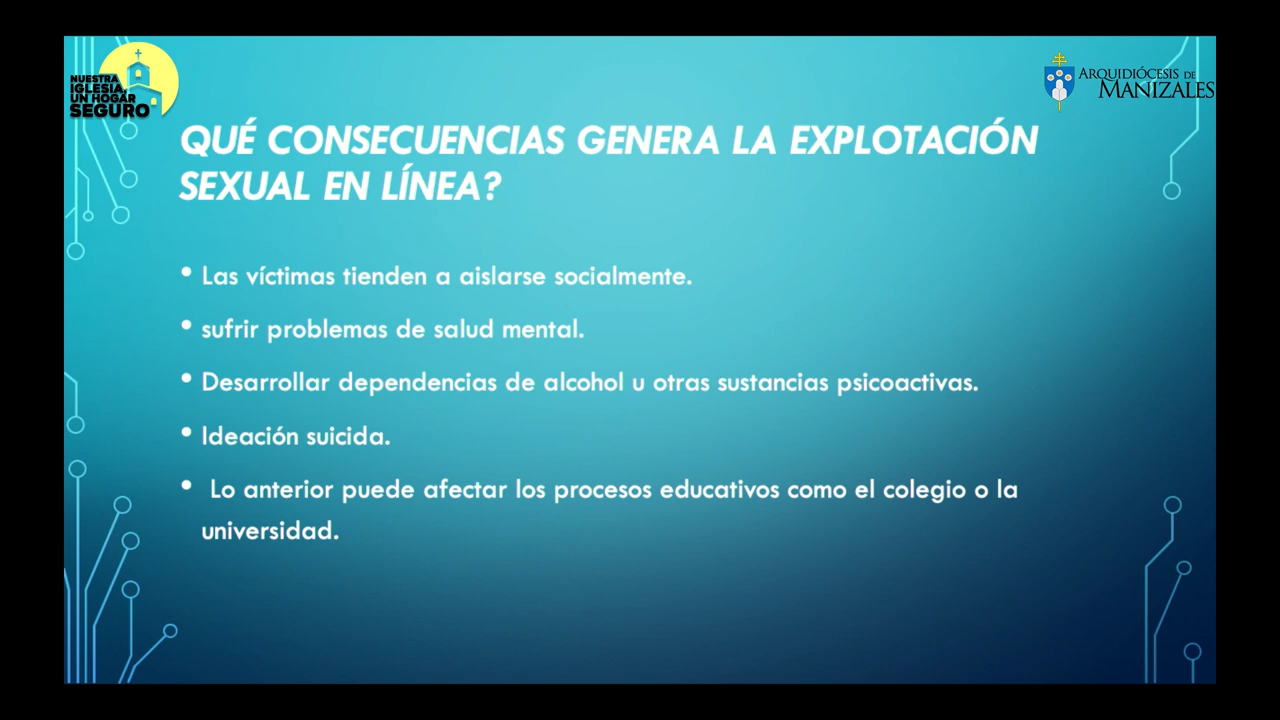 NUESTRA
IGLESIA,
UN HOGAR
SEGURO
ARQUIDIÓCESIS DE
MANIZALES
QUÉ CONSECUENCIAS GENERA LA EXPLOTACIÓN
SEXUAL EN LÍNEA?
• Las víctimas tienden a aislarse socialmente.
• sufrir problemas de salud mental.
• Desarrollar dependencias de alcohol u otras sustancias psicoactivas.
• Ideación suicida.
• Lo anterior puede afectar los procesos educativos como el colegio o la
universidad.